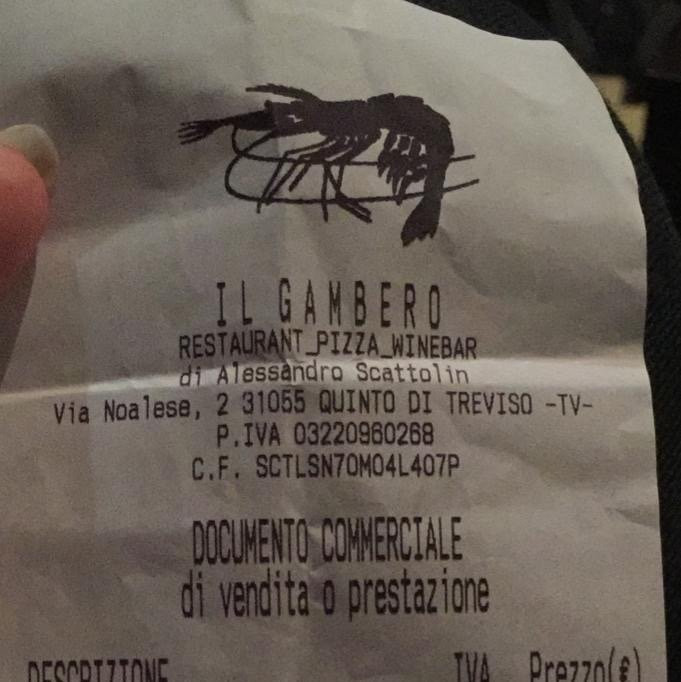 IL GAMBERO
RESTAURANT_PIZZA_WINEBAR
di Alessandro Scattolin
Via Noalese, 2 31055 QUINTO DI TREVISO -TV-
P.IVA 03220960268
C.F. SCTLSN70M04L407P
DOCUMENTO COMMERCIALE
di vendita o prestazione
DESCRIZIONE IVA Prezzo(€)